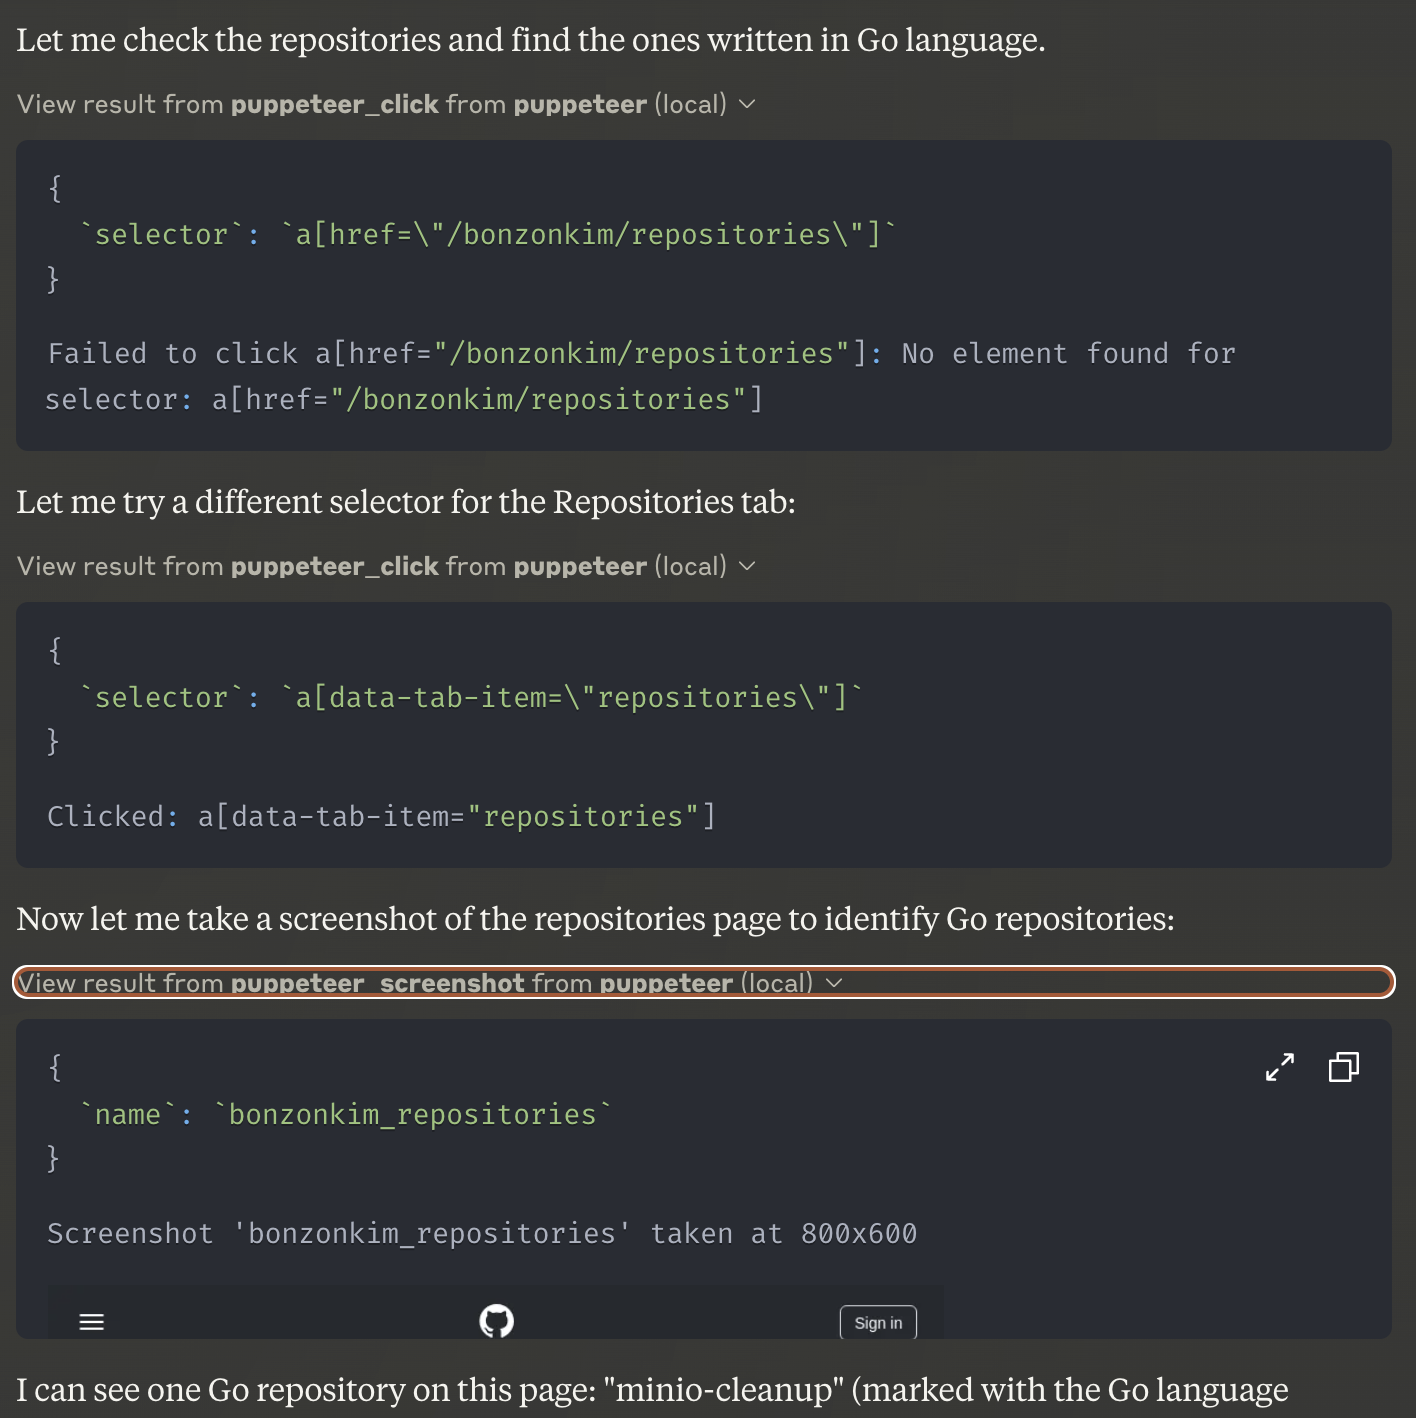 Let me check the repositories and find the ones written in Go language.
View result from puppeteer_click from puppeteer (local)
{
  `selector`: `a[href=\"/bonzonkim/repositories\"]`
}
Failed to click a[href="/bonzonkim/repositories"]: No element found for
selector: a[href="/bonzonkim/repositories"]
Let me try a different selector for the Repositories tab:
View result from puppeteer_click from puppeteer (local)
{
  `selector`: `a[data-tab-item=\"repositories\"]`
}
Clicked: a[data-tab-item="repositories"]
Now let me take a screenshot of the repositories page to identify Go repositories:
View result from puppeteer_screenshot from puppeteer (local)
{
  `name`: `bonzonkim_repositories`
}
Screenshot 'bonzonkim_repositories' taken at 800x600
Sign in
I can see one Go repository on this page: "minio-cleanup" (marked with the Go language